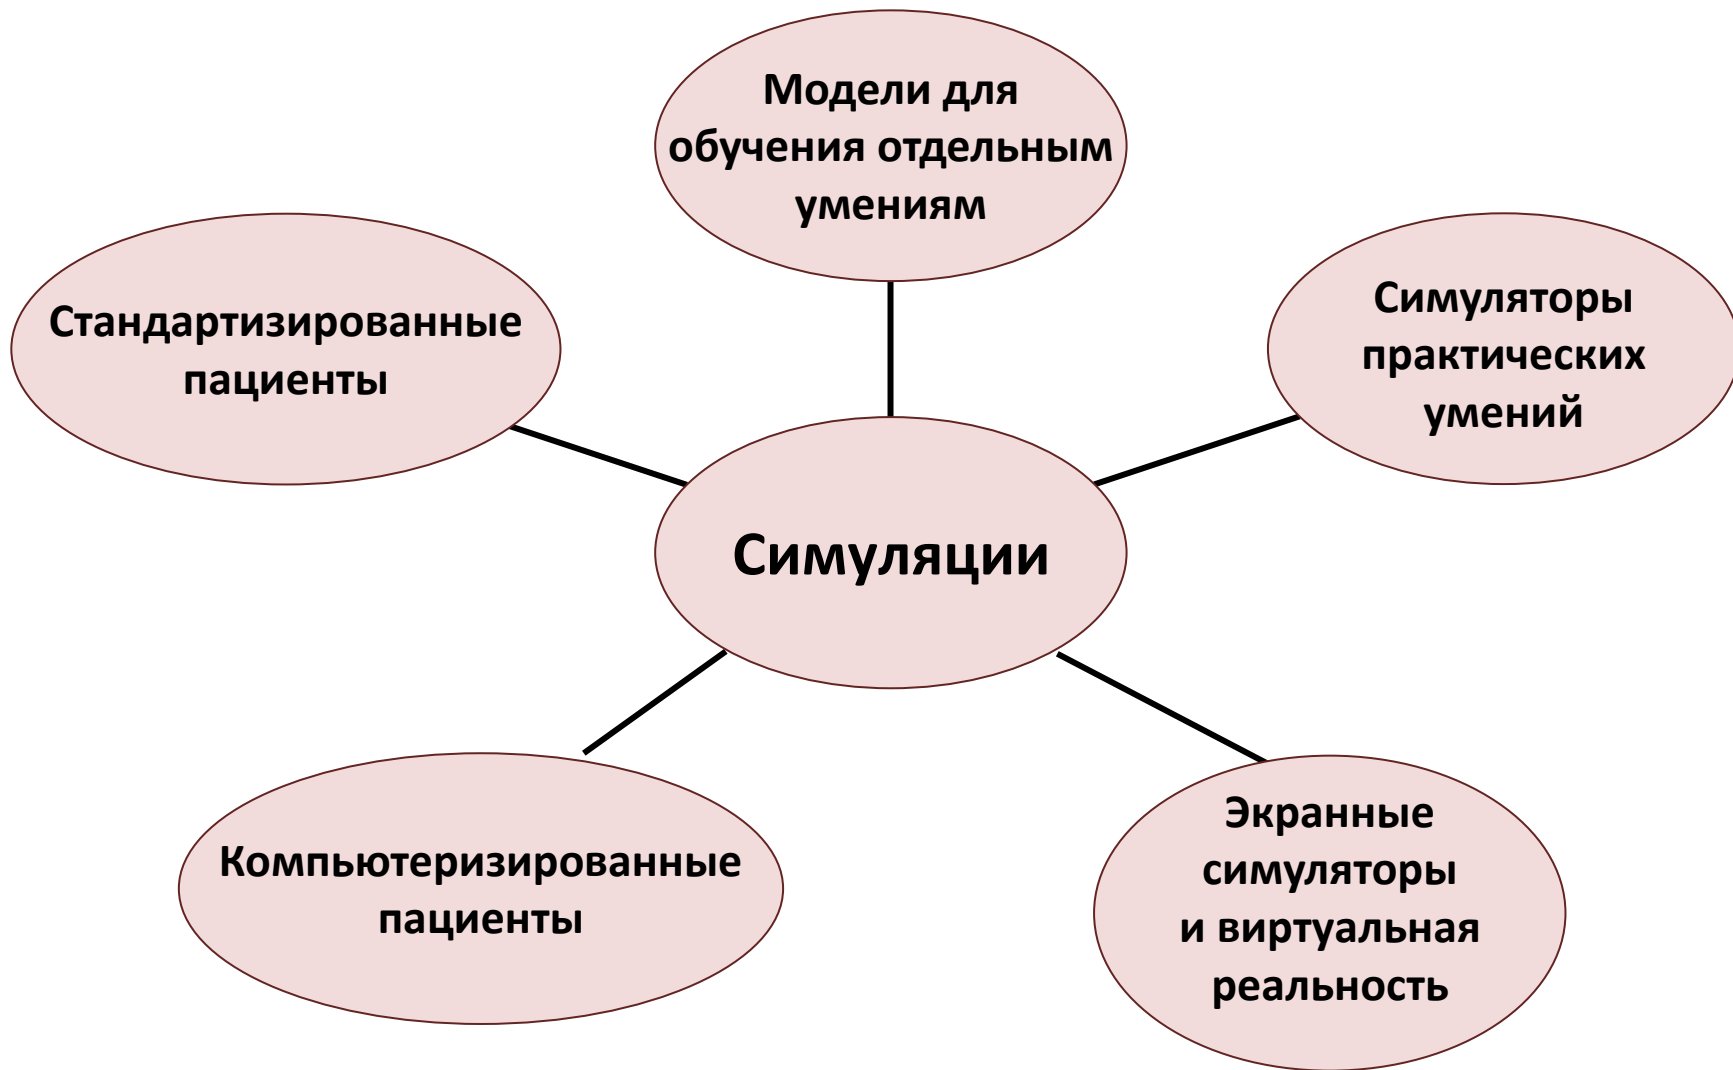 Модели для
обучения отдельным
умениям
Стандартизированные
пациенты
Симуляторы
практических
умений
Симуляции
Компьютеризированные
пациенты
Экранные
симуляторы
и виртуальная
реальность